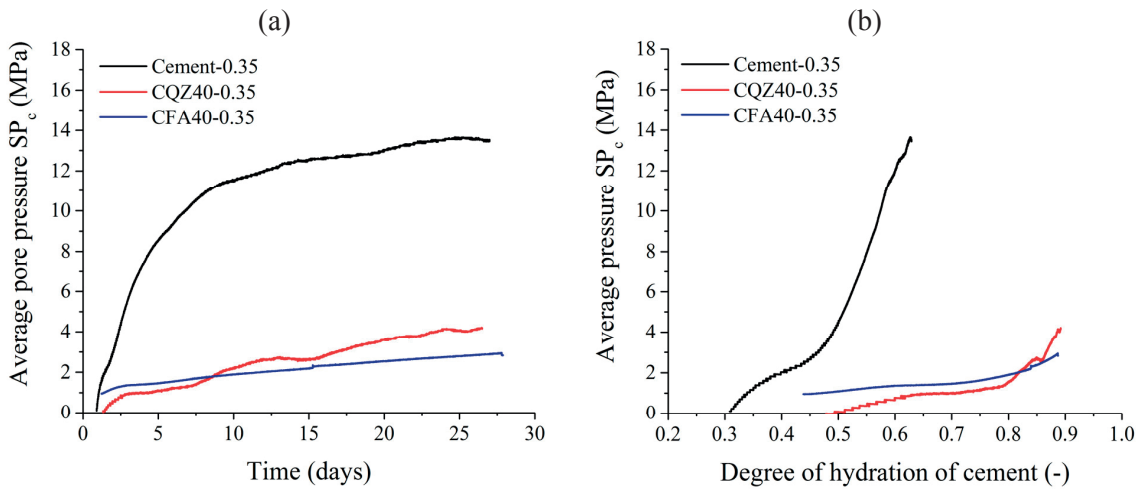 (a)
Average pore pressure SPc (MPa)
18
16
14
12
10
8
6
4
2
0
Cement-0.35
CQZ40-0.35
CFA40-0.35
0 5 10 15 20 25 30
Time (days)
(b)
Average pressure SPc (MPa)
18
16
14
12
10
8
6
4
2
0
Cement-0.35
CQZ40-0.35
CFA40-0.35
0.2 0.3 0.4 0.5 0.6 0.7 0.8 0.9 1.0
Degree of hydration of cement (-)